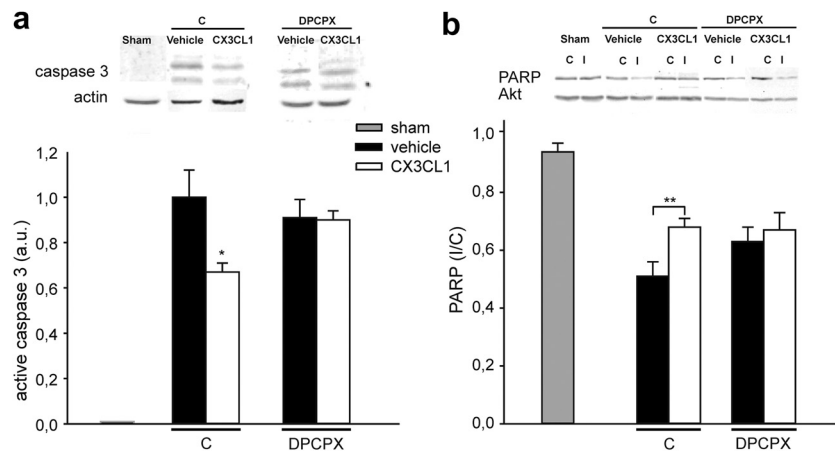 a
C
DPCPX
Sham
Vehicle
CX3CL1
Vehicle
CX3CL1
caspase 3
actin
sham
vehicle
CX3CL1
active caspase 3 (a.u.)
1,2
1,0
0,8
0,6
0,4
0,2
0,0
*
C
DPCPX
b
C
DPCPX
Sham
Vehicle
CX3CL1
Vehicle
CX3CL1
C I C I C I C I C I
PARP
Akt
PARP (I/C)
1,0
0,8
0,6
0,4
0,2
0,0
**
C
DPCPX